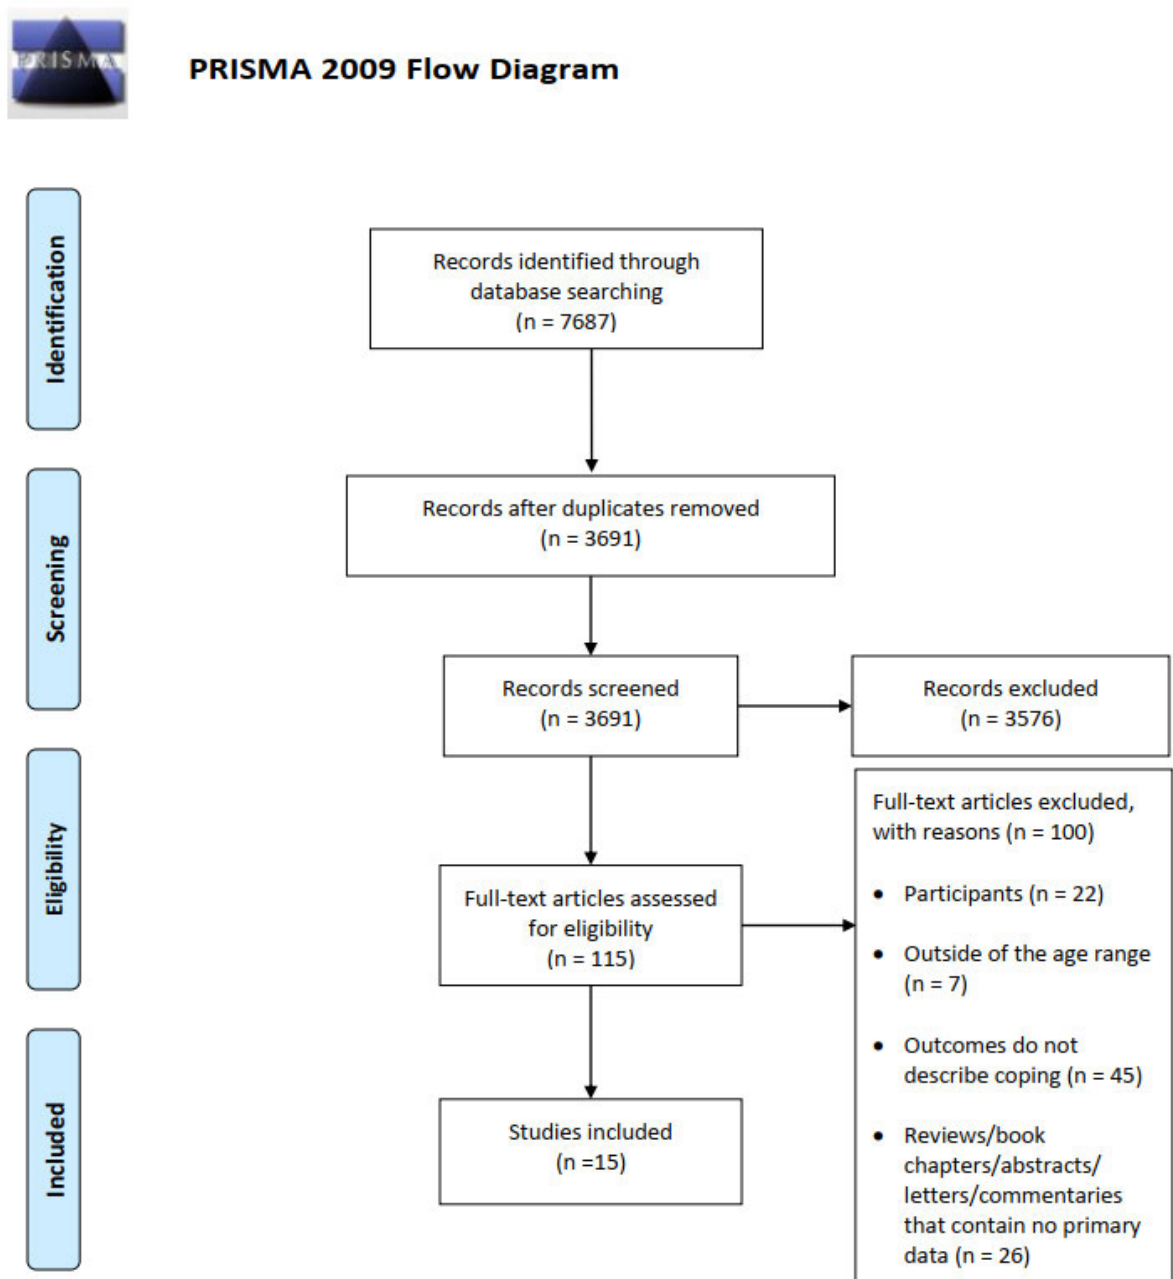 PRISMA
PRISMA 2009 Flow Diagram
Identification
Records identified through
database searching
(n = 7687)
Screening
Records after duplicates removed
(n = 3691)
Records screened
(n = 3691)
Records excluded
(n = 3576)
Eligibility
Full-text articles assessed
for eligibility
(n = 115)
Full-text articles excluded,
with reasons (n = 100)
• Participants (n = 22)
• Outside of the age range
(n = 7)
• Outcomes do not
describe coping (n = 45)
• Reviews/book
chapters/abstracts/
letters/commentaries
that contain no primary
data (n = 26)
Included
Studies included
(n =15)